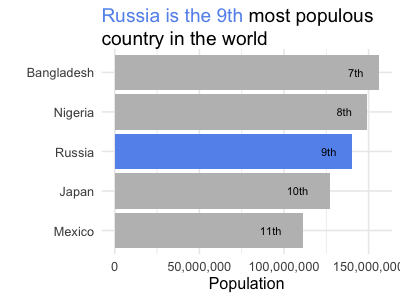 Russia is the 9th most populous
country in the world
Bangladesh 7th
Nigeria 8th
Russia 9th
Japan 10th
Mexico 11th
0 50,000,000 100,000,000 150,000,000
Population